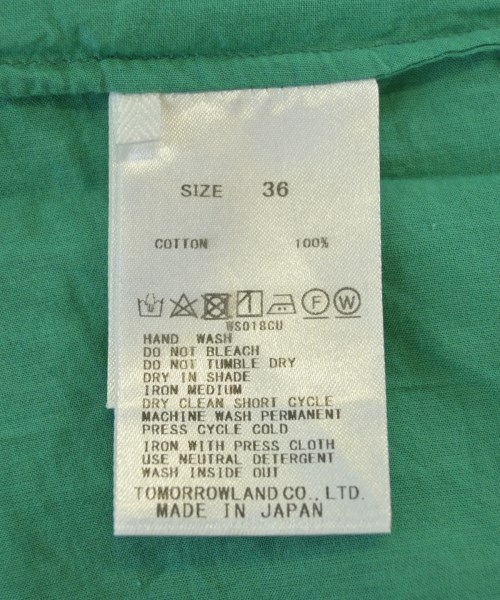 SIZE 36
COTTON 100%
F W
WS018CU
HAND WASH
DO NOT BLEACH
DO NOT TUMBLE DRY
DRY IN SHADE
IRON MEDIUM
DRY CLEAN SHORT CYCLE
MACHINE WASH PERMANENT
PRESS CYCLE COLD
IRON WITH PRESS CLOTH
USE NEUTRAL DETERGENT
WASH INSIDE OUT
TOMORROWLAND CO., LTD.
MADE IN JAPAN